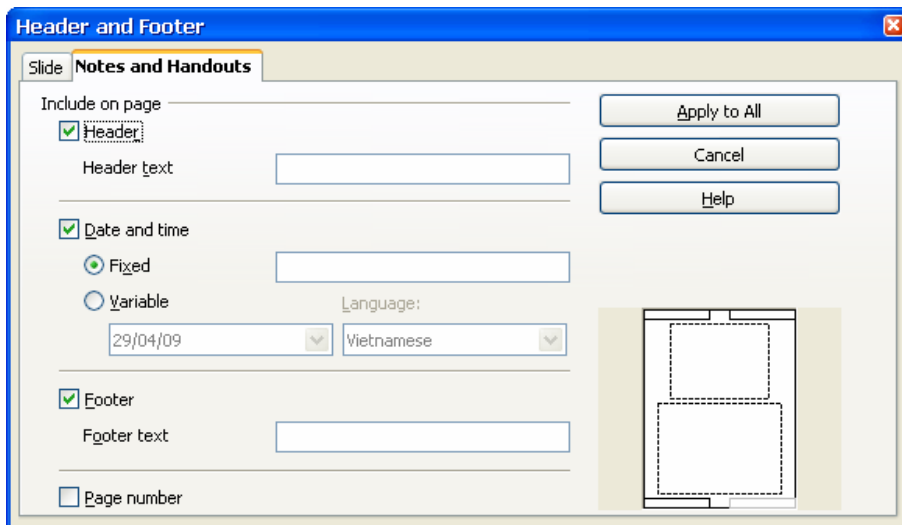 Header and Footer
Slide Notes and Handouts
Include on page
Header
Header text
Date and time
Fixed
Variable
Language:
29/04/09
Vietnamese
Footer
Footer text
Page number
Apply to All
Cancel
Help